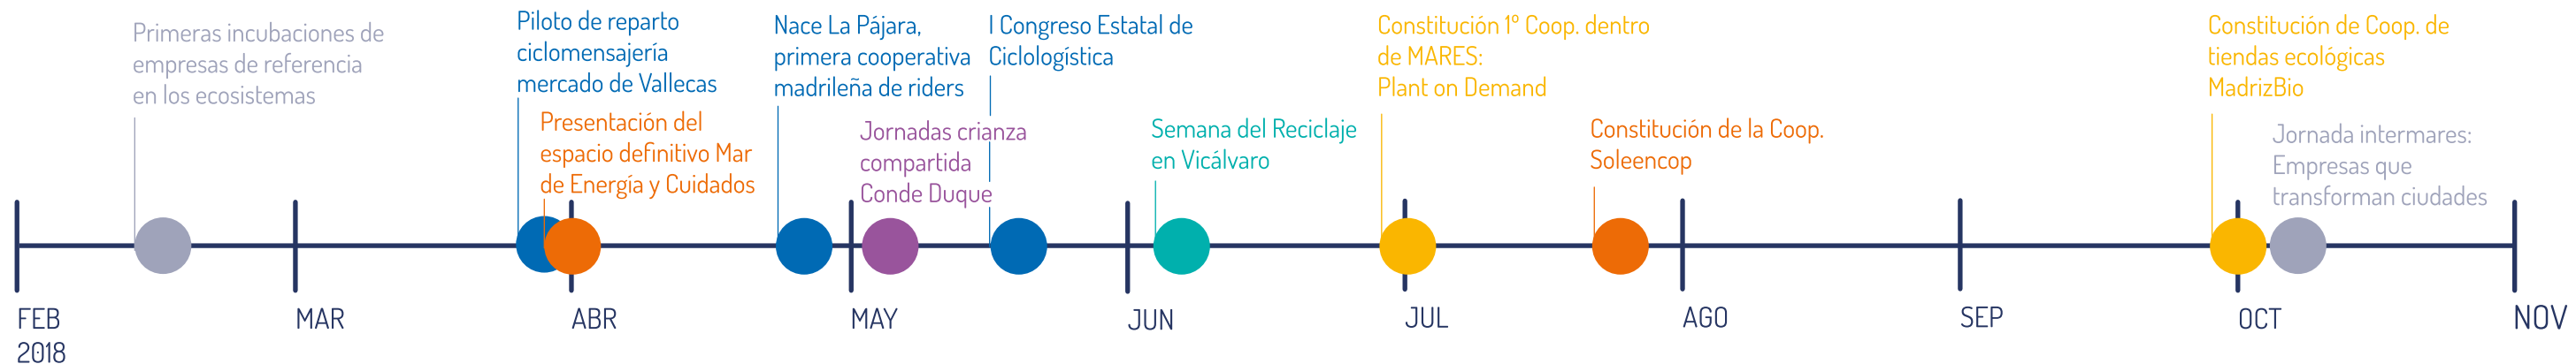 Primeras incubaciones de
empresas de referencia
en los ecosistemas
Piloto de reparto
ciclomensajería
mercado de Vallecas
Presentación del
espacio definitivo Mar
de Energía y Cuidados
Nace La Pájara,
primera cooperativa
madrileña de riders
Jornadas crianza
compartida
Conde Duque
I Congreso Estatal de
Ciclologística
Semana del Reciclaje
en Vicálvaro
Constitución 1º Coop. dentro
de MARES:
Plant on Demand
Constitución de la Coop.
Soleencop
Constitución de Coop. de
tiendas ecológicas
MadrizBio
Jornada intermares:
Empresas que
transforman ciudades
FEB
2018
MAR
ABR
MAY
JUN
JUL
AGO
SEP
OCT
NOV